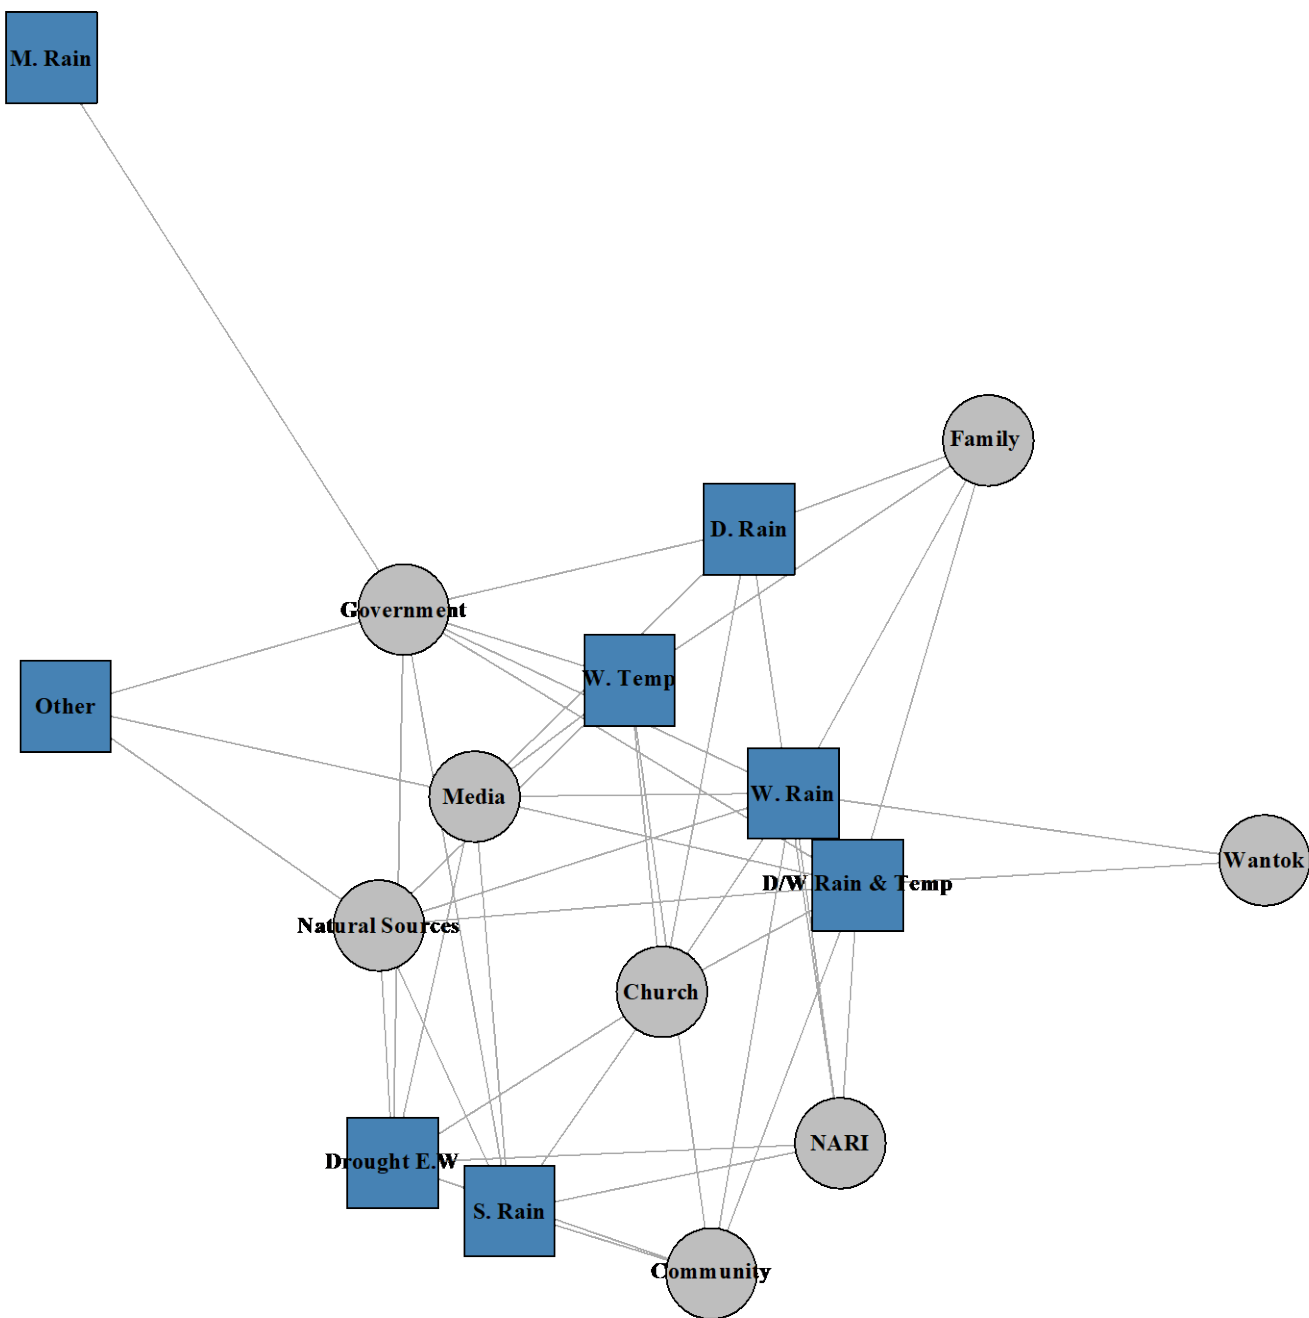 M. Rain
Family
D. Rain
Government
W. Temp
Other
Media
W. Rain
Wantok
D/W Rain & Temp
Natural Sources
Church
NARI
Drought E.W
S. Rain
Community